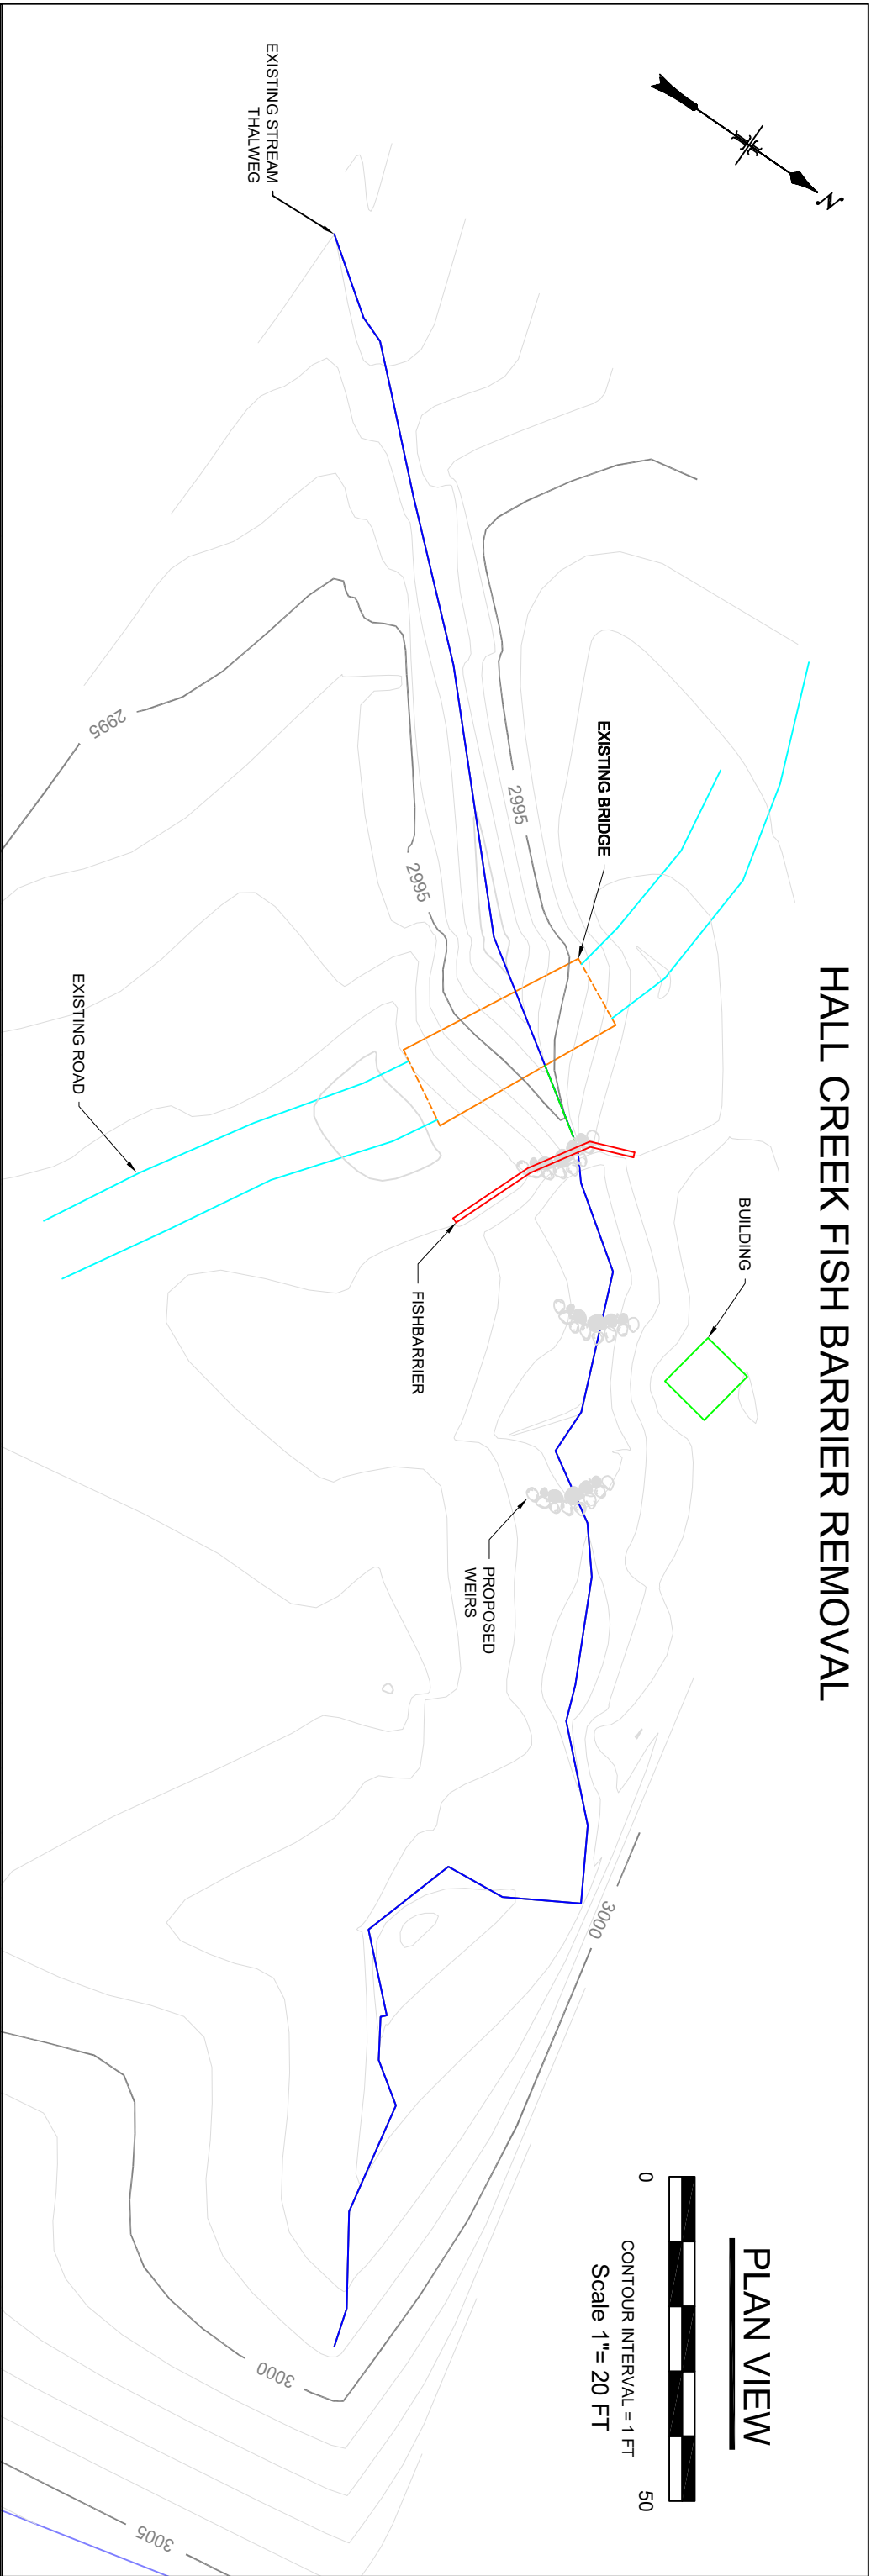 HALL CREEK FISH BARRIER REMOVAL
N
EXISTING STREAM
THALWEG
EXISTING BRIDGE
2995
2995
2995
EXISTING ROAD
BUILDING
FISHBARRIER
PROPOSED
WEIRS
3000
3000
3005
PLAN VIEW
0
50
CONTOUR INTERVAL = 1 FT
Scale 1"= 20 FT